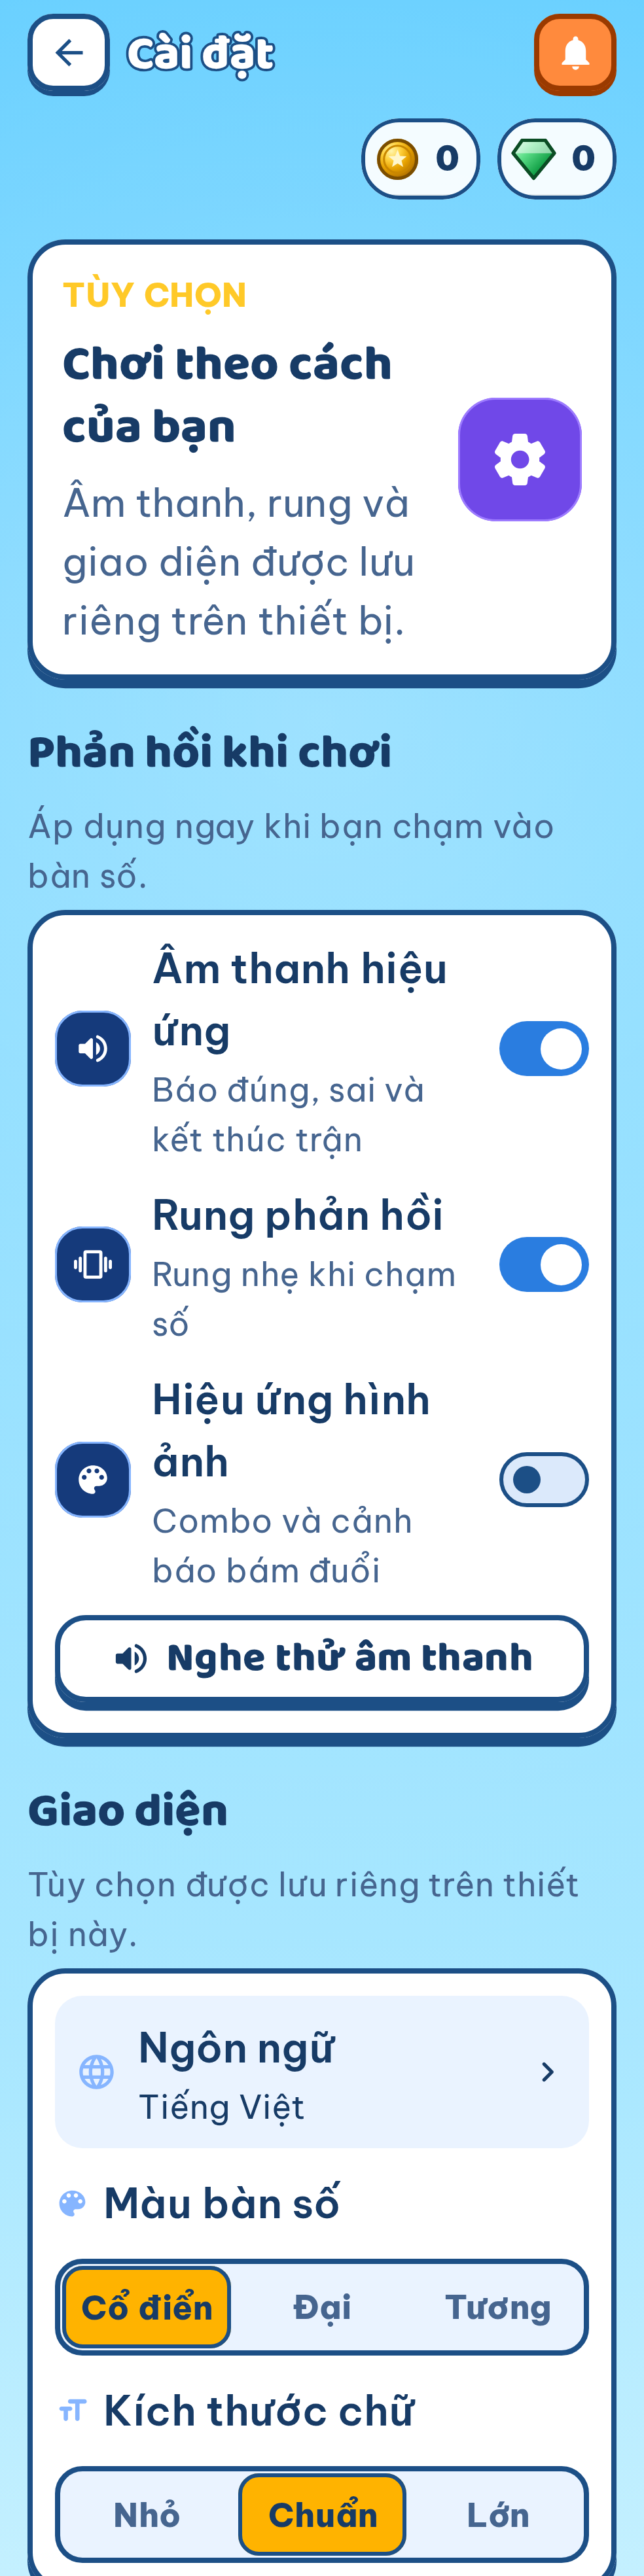 Cài đặt
0
0
TÙY CHỌN
Chơi theo cách
của bạn
Âm thanh, rung và
giao diện được lưu
riêng trên thiết bị.
Phản hồi khi chơi
Áp dụng ngay khi bạn chạm vào
bàn số.
Âm thanh hiệu
ứng
Báo đúng, sai và
kết thúc trận
Rung phản hồi
Rung nhẹ khi chạm
số
Hiệu ứng hình
ảnh
Combo và cảnh
báo bám đuổi
Nghe thử âm thanh
Giao diện
Tùy chọn được lưu riêng trên thiết
bị này.
Ngôn ngữ
Tiếng Việt
Màu bàn số
Cổ điển
Đại
Tương
Kích thước chữ
Nhỏ
Chuẩn
Lớn